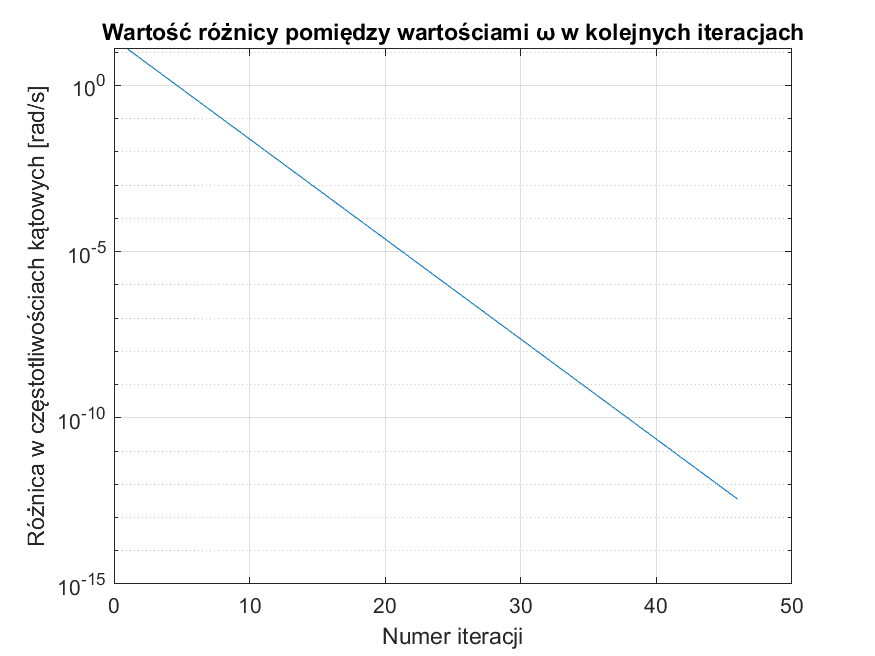 Wartość różnicy pomiędzy wartościami ω w kolejnych iteracjach
Różnica w częstotliwościach kątowych [rad/s]
10^0
10^-5
10^-10
10^-15
0 10 20 30 40 50
Numer iteracji